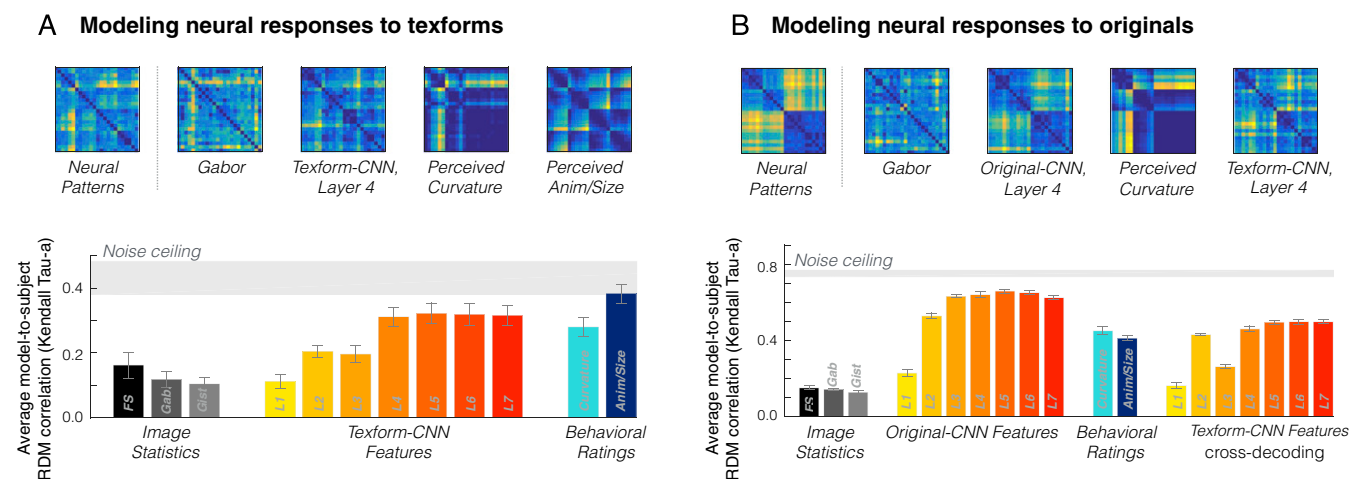 A Modeling neural responses to texforms
Neural
Patterns
Gabor
Texform-CNN,
Layer 4
Perceived
Curvature
Perceived
Anim/Size
Average model-to-subject
RDM correlation (Kendall Tau-a)
Noise ceiling
0.4
0.2
0.0
FS
Gab
Gist
L1
L2
L3
L4
L5
L6
L7
Curvature
Anim/Size
Image
Statistics
Texform-CNN
Features
Behavioral
Ratings
B Modeling neural responses to originals
Neural
Patterns
Gabor
Original-CNN,
Layer 4
Perceived
Curvature
Texform-CNN,
Layer 4
Average model-to-subject
RDM correlation (Kendall Tau-a)
Noise ceiling
0.8
0.4
0.0
FS
Gab
Gist
L1
L2
L3
L4
L5
L6
L7
Curvature
Anim/Size
L1
L2
L3
L4
L5
L6
L7
Image
Statistics
Original-CNN Features
Behavioral
Ratings
Texform-CNN Features
cross-decoding